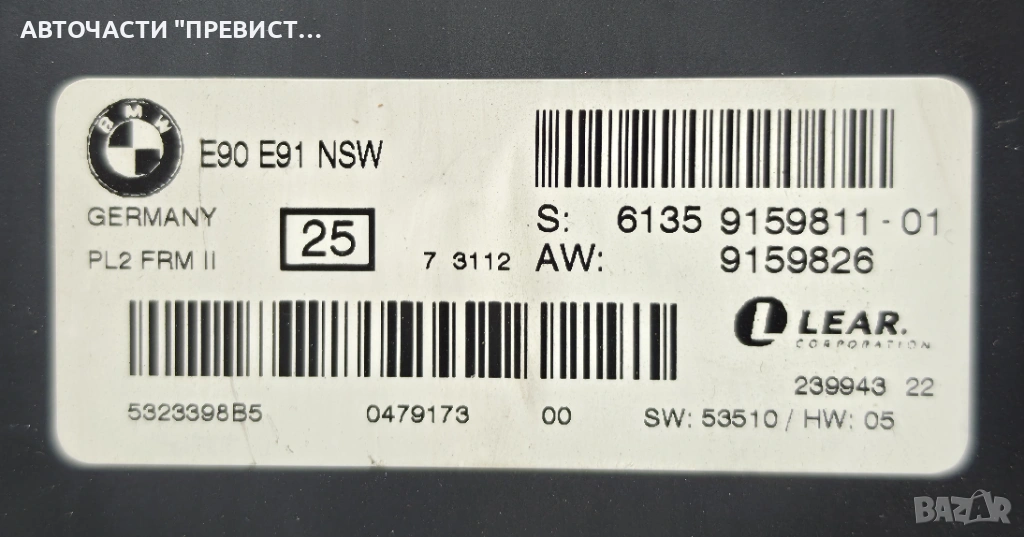 АВТОЧАСТИ "ПРЕВИСТ...
BMW
E90 E91 NSW
GERMANY
PL2 FRM II
25
7 3112
S: 6135 9159811-01
AW: 9159826
LEAR.
CORPORATION
239943 22
5323398B5 0479173 00 SW: 53510 / HW: 05
BAZAR